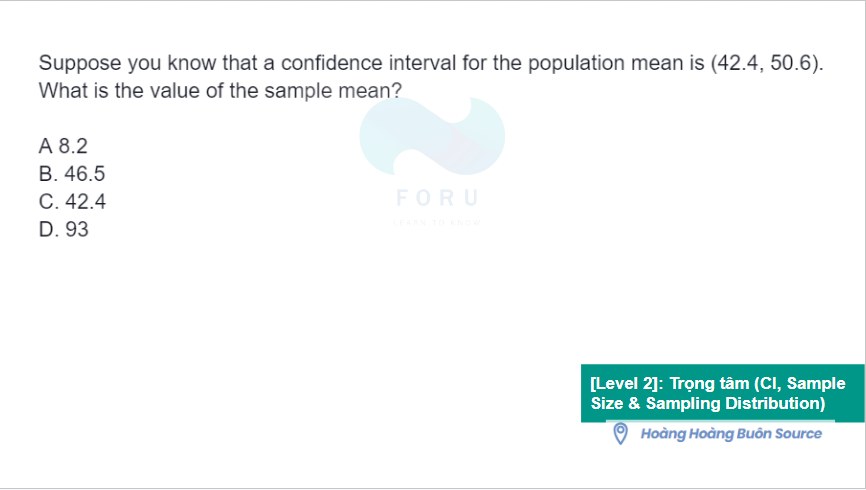 Suppose you know that a confidence interval for the population mean is (42.4, 50.6).
What is the value of the sample mean?
A 8.2
B. 46.5
C. 42.4
D. 93
FORU
[Level 2]: Trọng tâm (CI, Sample
Size & Sampling Distribution)
Hoàng Hoàng Buôn Source